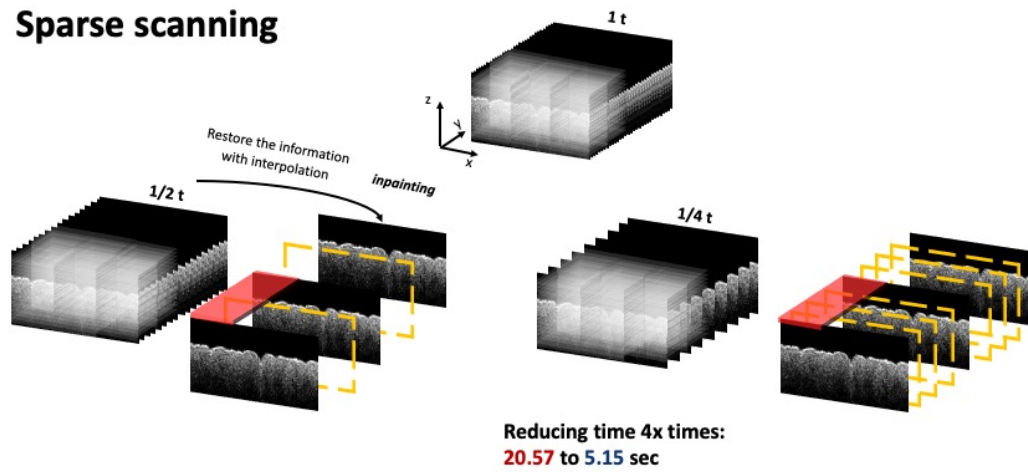 Sparse scanning
1 t
z
y
x
Restore the information
with interpolation
inpainting
1/2 t
1/4 t
Reducing time 4x times:
20.57 to 5.15 sec